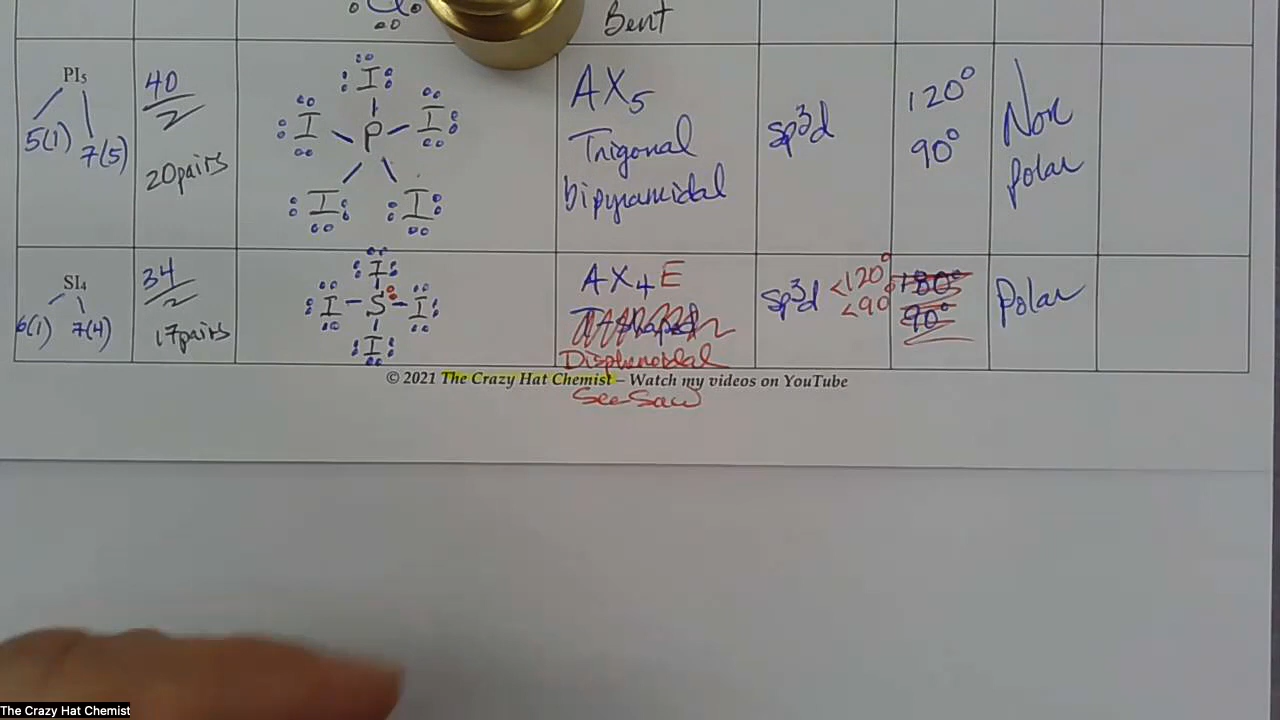 Bent
PI₅
5(1) 7(5)
40
2
20 pairs
I
I P I
I I
AX₅
Trigonal
bipyramidal
sp³d
120°
90°
Non
polar
SI₄
6(1) 7(4)
34
2
17 pairs
I
I S I
I
AX₄E
Disphenoidal
See Saw
sp³d
<120°
<90
180°
90°
Polar
© 2021 The Crazy Hat Chemist – Watch my videos on YouTube
The Crazy Hat Chemist